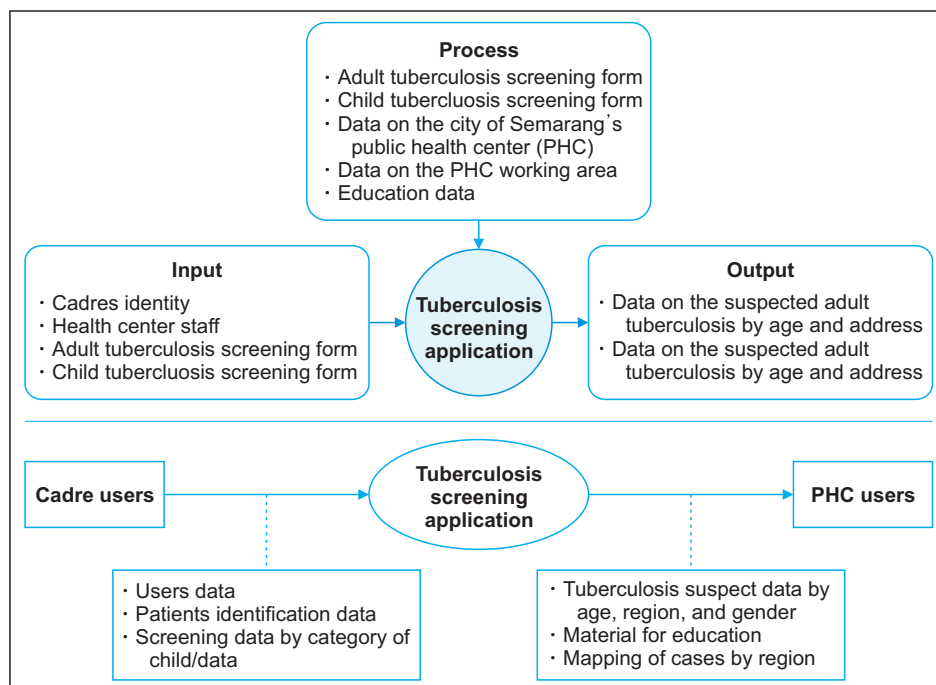 Process
· Adult tuberculosis screening form
· Child tubercluosis screening form
· Data on the city of Semarang's
public health center (PHC)
· Data on the PHC working area
· Education data
Input
· Cadres identity
· Health center staff
· Adult tuberculosis screening form
· Child tubercluosis screening form
Tuberculosis
screening
application
Output
· Data on the suspected adult
tuberculosis by age and address
· Data on the suspected adult
tuberculosis by age and address
Cadre users
Tuberculosis
screening
application
PHC users
· Users data
· Patients identification data
· Screening data by category of
child/data
· Tuberculosis suspect data by
age, region, and gender
· Material for education
· Mapping of cases by region